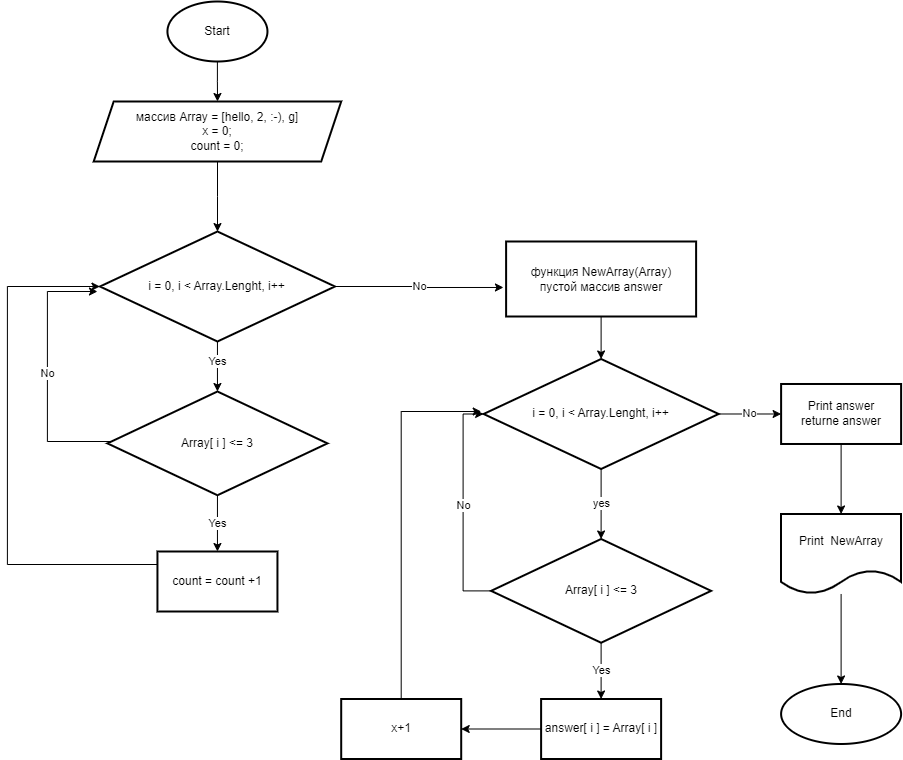 Start
массив Array = [hello, 2, :-), g]
x = 0;
count = 0;
i = 0, i < Array.Lenght, i++
No
Yes
No
Array[ i ] <= 3
Yes
count = count +1
функция NewArray(Array)
пустой массив answer
i = 0, i < Array.Lenght, i++
No
yes
No
Array[ i ] <= 3
Yes
answer[ i ] = Array[ i ]
x+1
Print answer
returne answer
Print NewArray
End